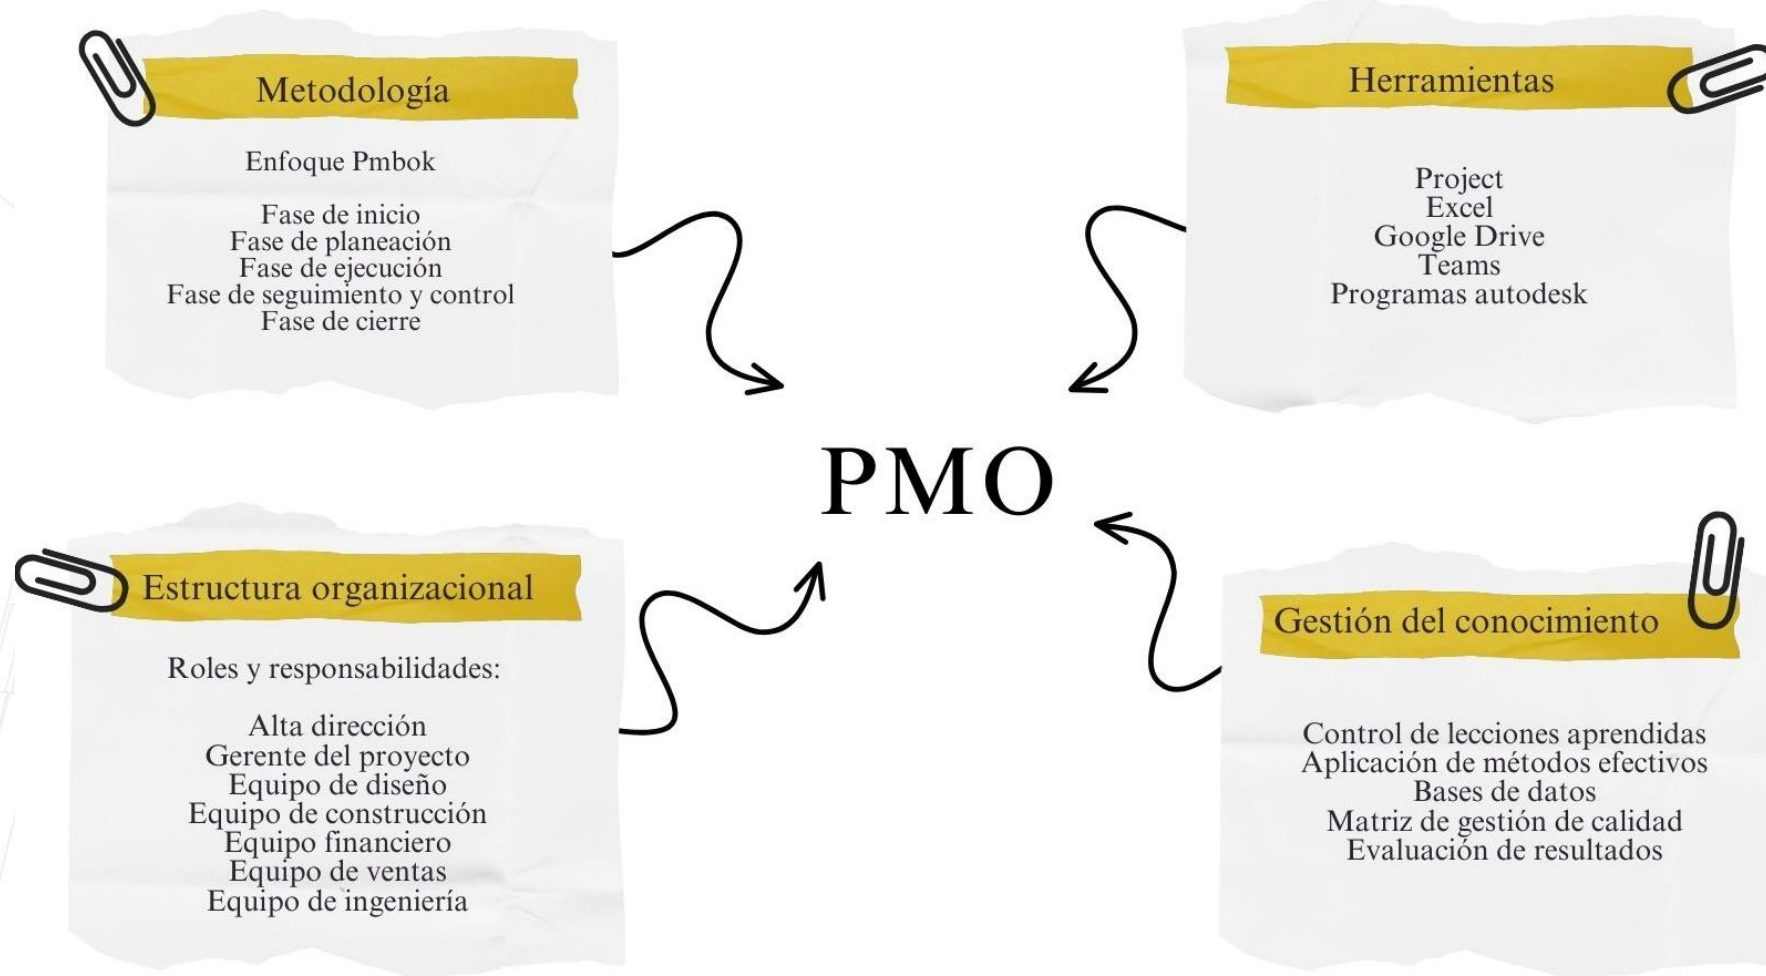 Metodología
Enfoque Pmbok
Fase de inicio
Fase de planeación
Fase de ejecución
Fase de seguimiento y control
Fase de cierre
Herramientas
Project
Excel
Google Drive
Teams
Programas autodesk
PMO
Estructura organizacional
Roles y responsabilidades:
Alta dirección
Gerente del proyecto
Equipo de diseño
Equipo de construcción
Equipo financiero
Equipo de ventas
Equipo de ingeniería
Gestión del conocimiento
Control de lecciones aprendidas
Aplicación de métodos efectivos
Bases de datos
Matriz de gestión de calidad
Evaluación de resultados